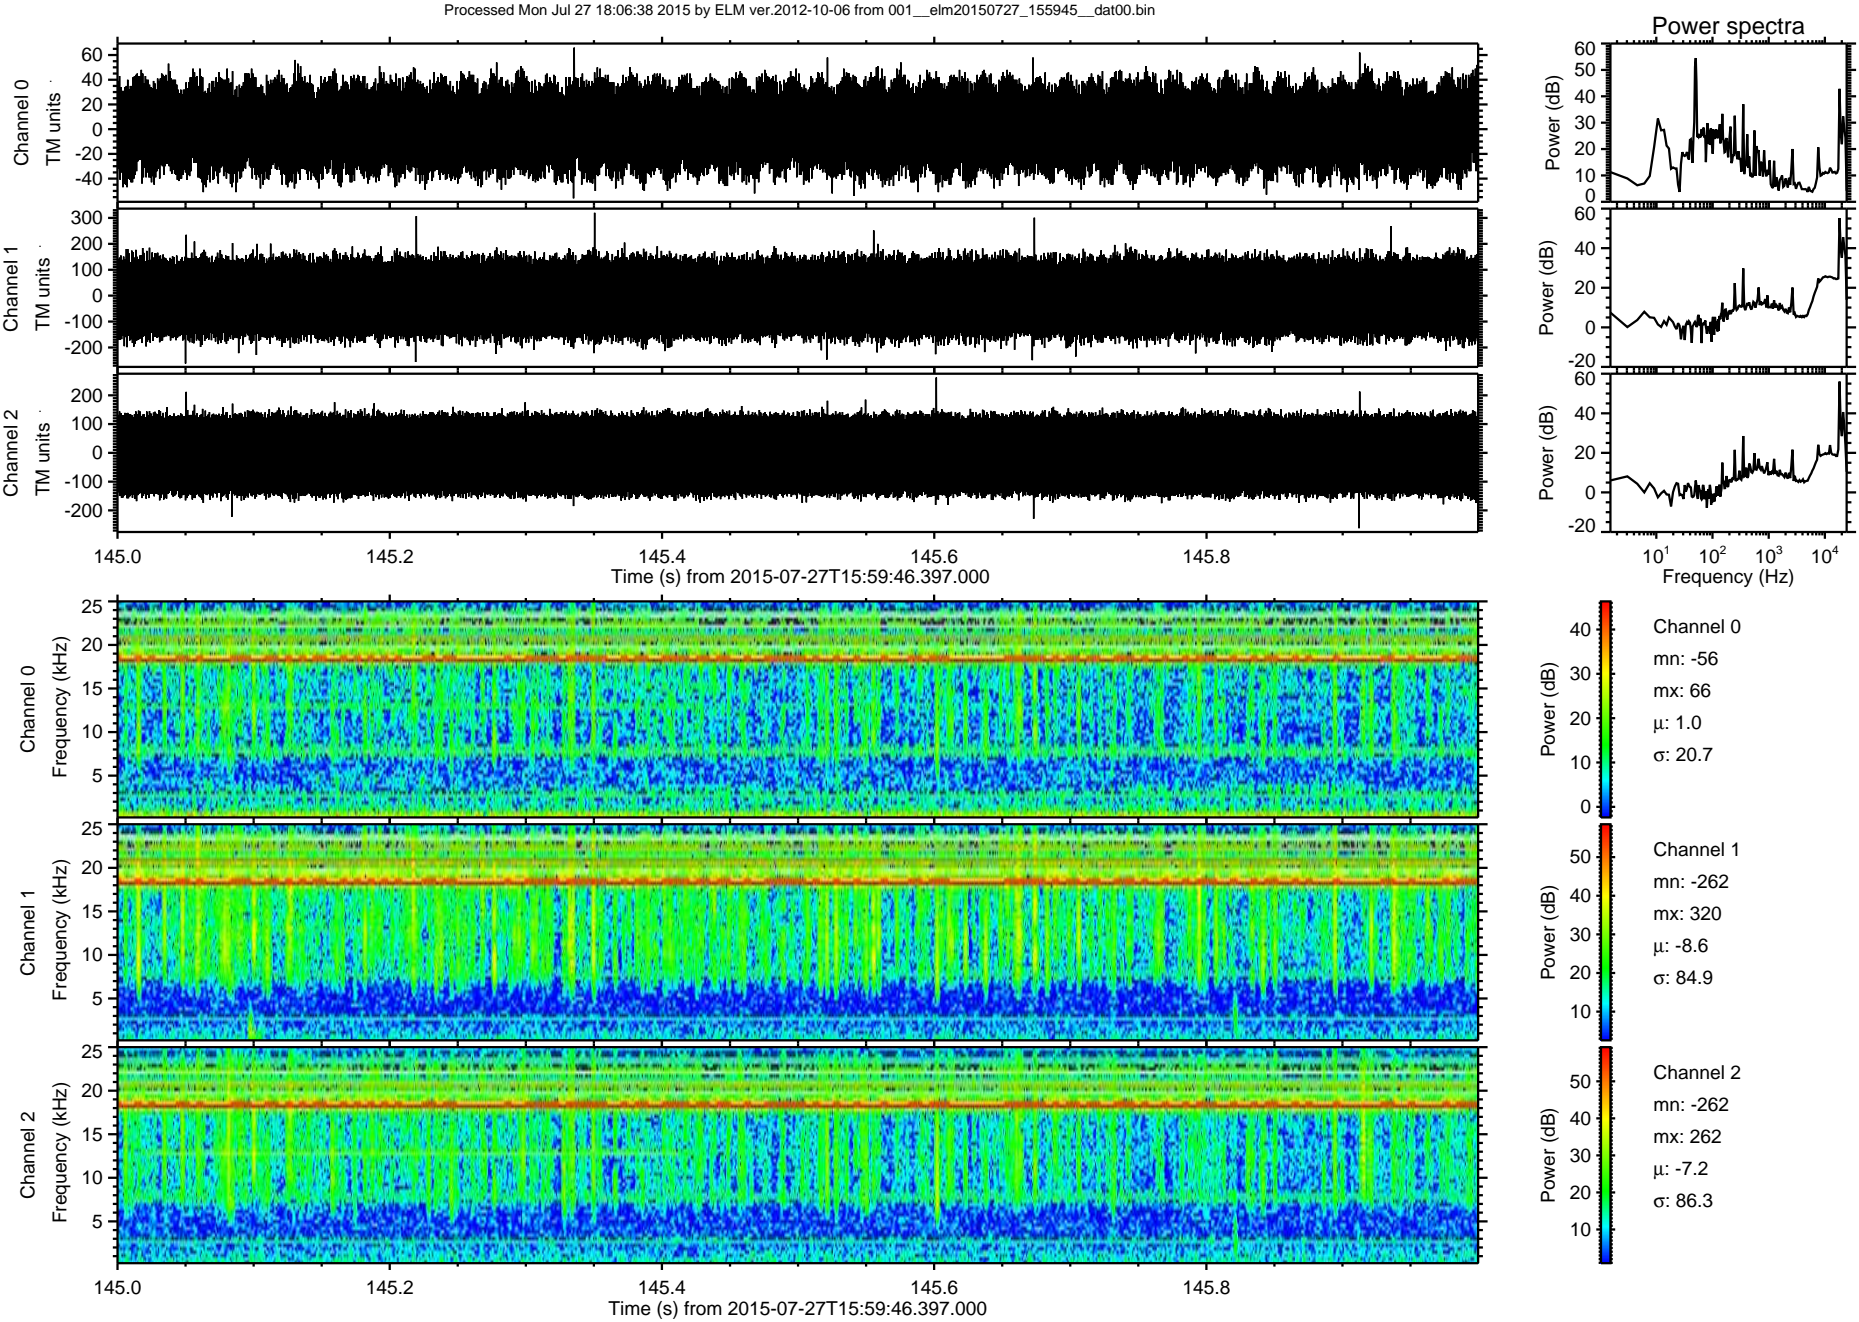 Processed Mon Jul 27 18:06:38 2015 by ELM ver.2012-10-06 from 001__elm20150727_155945__dat00.bin
Power spectra
Channel 0
TM units
60
40
20
0
-20
-40
Power (dB)
60
50
40
30
20
10
0
Channel 1
TM units
300
200
100
0
-100
-200
Power (dB)
60
40
20
0
-20
Channel 2
TM units
200
100
0
-100
-200
Power (dB)
60
40
20
0
-20
145.0 145.2 145.4 145.6 145.8
Time (s) from 2015-07-27T15:59:46.397.000
10^1 10^2 10^3 10^4
Frequency (Hz)
Channel 0
Frequency (kHz)
25
20
15
10
5
Power (dB)
40
30
20
10
0
Channel 0
mn: -56
mx: 66
μ: 1.0
σ: 20.7
Channel 1
Frequency (kHz)
25
20
15
10
5
Power (dB)
50
40
30
20
10
Channel 1
mn: -262
mx: 320
μ: -8.6
σ: 84.9
Channel 2
Frequency (kHz)
25
20
15
10
5
Power (dB)
50
40
30
20
10
Channel 2
mn: -262
mx: 262
μ: -7.2
σ: 86.3
145.0 145.2 145.4 145.6 145.8
Time (s) from 2015-07-27T15:59:46.397.000